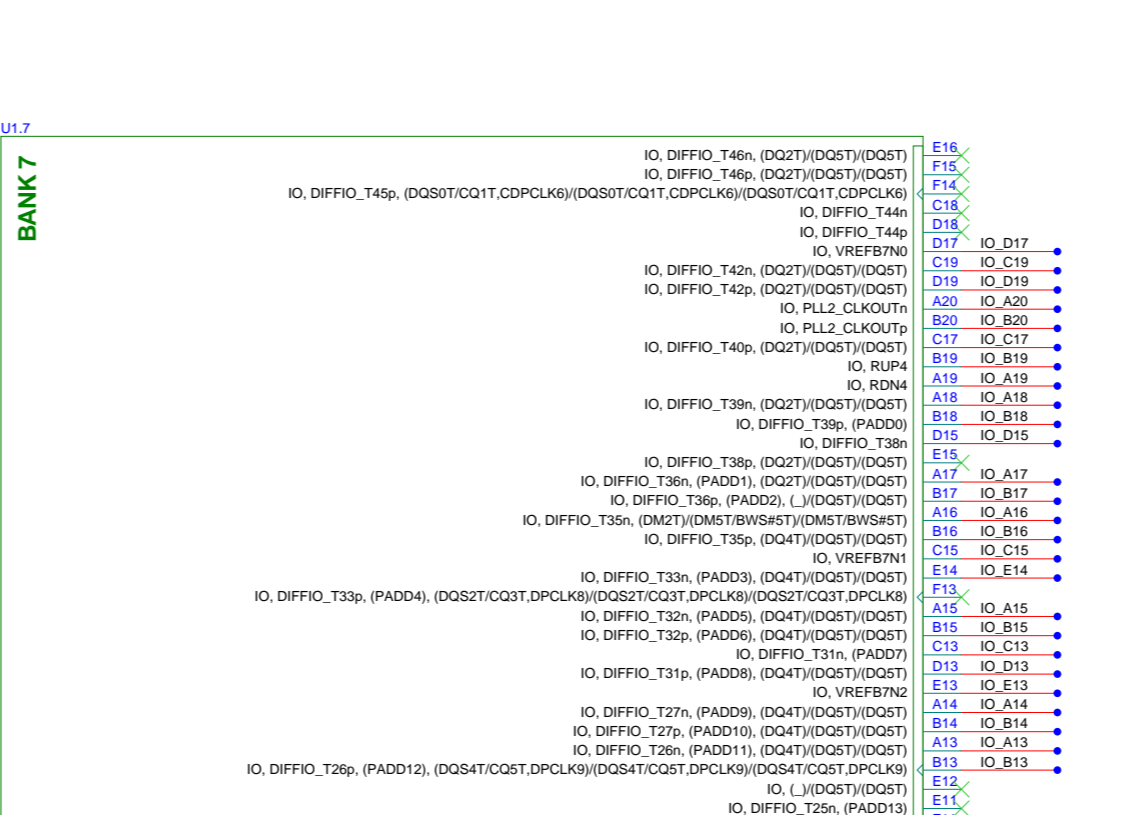 U1.7
BANK 7
IO, DIFFIO_T46n, (DQ2T)/(DQ5T)/(DQ5T) E16
IO, DIFFIO_T46p, (DQ2T)/(DQ5T)/(DQ5T) F15
IO, DIFFIO_T45p, (DQS0T/CQ1T,CDPCLK6)/(DQS0T/CQ1T,CDPCLK6)/(DQS0T/CQ1T,CDPCLK6) F14
IO, DIFFIO_T44n C18
IO, DIFFIO_T44p D18
IO, VREFB7N0 D17 IO_D17
IO, DIFFIO_T42n, (DQ2T)/(DQ5T)/(DQ5T) C19 IO_C19
IO, DIFFIO_T42p, (DQ2T)/(DQ5T)/(DQ5T) D19 IO_D19
IO, PLL2_CLKOUTn A20 IO_A20
IO, PLL2_CLKOUTp B20 IO_B20
IO, DIFFIO_T40p, (DQ2T)/(DQ5T)/(DQ5T) C17 IO_C17
IO, RUP4 B19 IO_B19
IO, RDN4 A19 IO_A19
IO, DIFFIO_T39n, (DQ2T)/(DQ5T)/(DQ5T) A18 IO_A18
IO, DIFFIO_T39p, (PADD0) B18 IO_B18
IO, DIFFIO_T38n D15 IO_D15
IO, DIFFIO_T38p, (DQ2T)/(DQ5T)/(DQ5T) E15
IO, DIFFIO_T36n, (PADD1), (DQ2T)/(DQ5T)/(DQ5T) A17 IO_A17
IO, DIFFIO_T36p, (PADD2), (_)/(DQ5T)/(DQ5T) B17 IO_B17
IO, DIFFIO_T35n, (DM2T)/(DM5T/BWS#5T)/(DM5T/BWS#5T) A16 IO_A16
IO, DIFFIO_T35p, (DQ4T)/(DQ5T)/(DQ5T) B16 IO_B16
IO, VREFB7N1 C15 IO_C15
IO, DIFFIO_T33n, (PADD3), (DQ4T)/(DQ5T)/(DQ5T) E14 IO_E14
IO, DIFFIO_T33p, (PADD4), (DQS2T/CQ3T,DPCLK8)/(DQS2T/CQ3T,DPCLK8)/(DQS2T/CQ3T,DPCLK8) F13
IO, DIFFIO_T32n, (PADD5), (DQ4T)/(DQ5T)/(DQ5T) A15 IO_A15
IO, DIFFIO_T32p, (PADD6), (DQ4T)/(DQ5T)/(DQ5T) B15 IO_B15
IO, DIFFIO_T31n, (PADD7) C13 IO_C13
IO, DIFFIO_T31p, (PADD8), (DQ4T)/(DQ5T)/(DQ5T) D13 IO_D13
IO, VREFB7N2 E13 IO_E13
IO, DIFFIO_T27n, (PADD9), (DQ4T)/(DQ5T)/(DQ5T) A14 IO_A14
IO, DIFFIO_T27p, (PADD10), (DQ4T)/(DQ5T)/(DQ5T) B14 IO_B14
IO, DIFFIO_T26n, (PADD11), (DQ4T)/(DQ5T)/(DQ5T) A13 IO_A13
IO, DIFFIO_T26p, (PADD12), (DQS4T/CQ5T,DPCLK9)/(DQS4T/CQ5T,DPCLK9)/(DQS4T/CQ5T,DPCLK9) B13 IO_B13
IO, (_)/(DQ5T)/(DQ5T) E12
IO, DIFFIO_T25n, (PADD13) E11